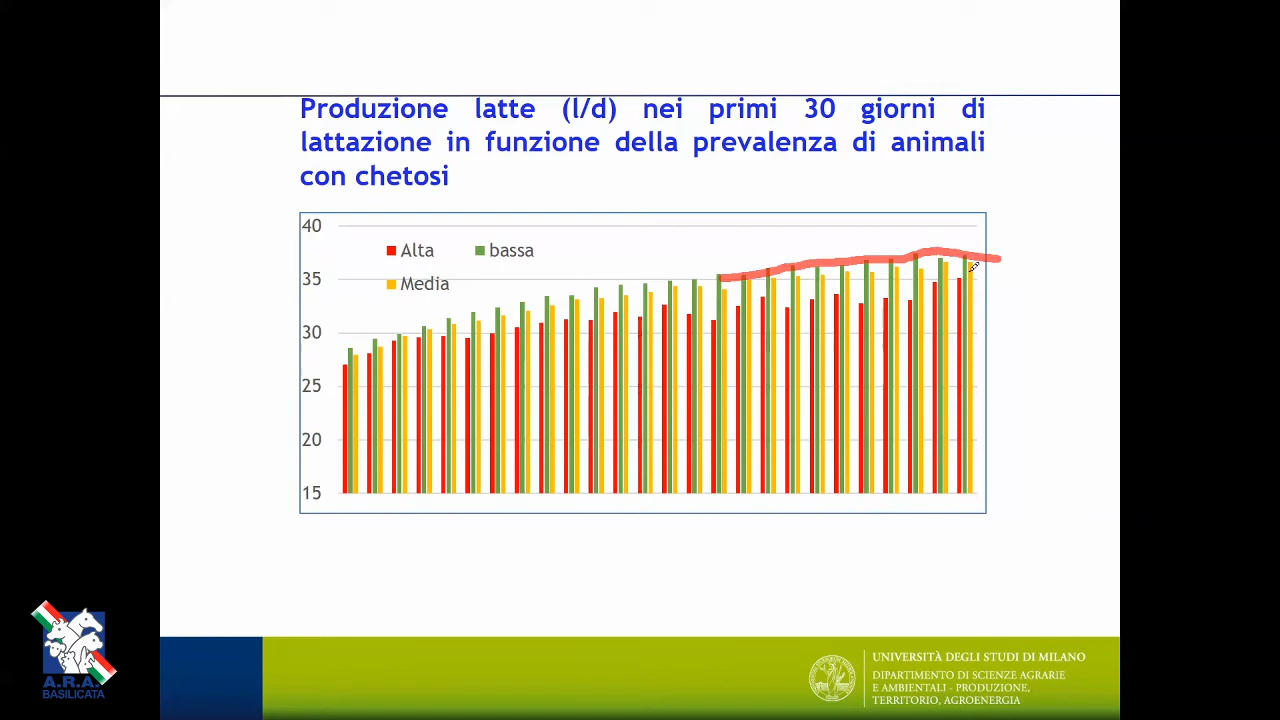 Produzione latte (l/d) nei primi 30 giorni di
lattazione in funzione della prevalenza di animali
con chetosi
40
Alta
bassa
35
Media
30
25
20
15
A.R.A.
BASILICATA
UNIVERSITÀ DEGLI STUDI DI MILANO
DIPARTIMENTO DI SCIENZE AGRARIE
E AMBIENTALI - PRODUZIONE,
TERRITORIO, AGROENERGIA